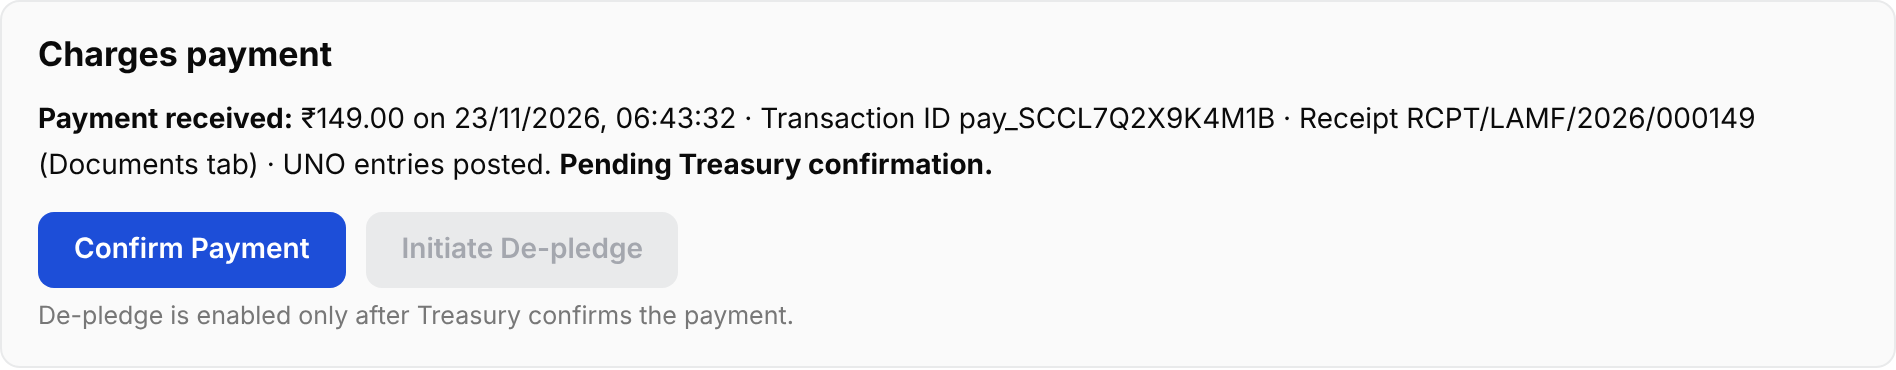 Charges payment
Payment received: ₹149.00 on 23/11/2026, 06:43:32 · Transaction ID pay_SCCL7Q2X9K4M1B · Receipt RCPT/LAMF/2026/000149
(Documents tab) · UNO entries posted. Pending Treasury confirmation.
Confirm Payment
Initiate De-pledge
De-pledge is enabled only after Treasury confirms the payment.